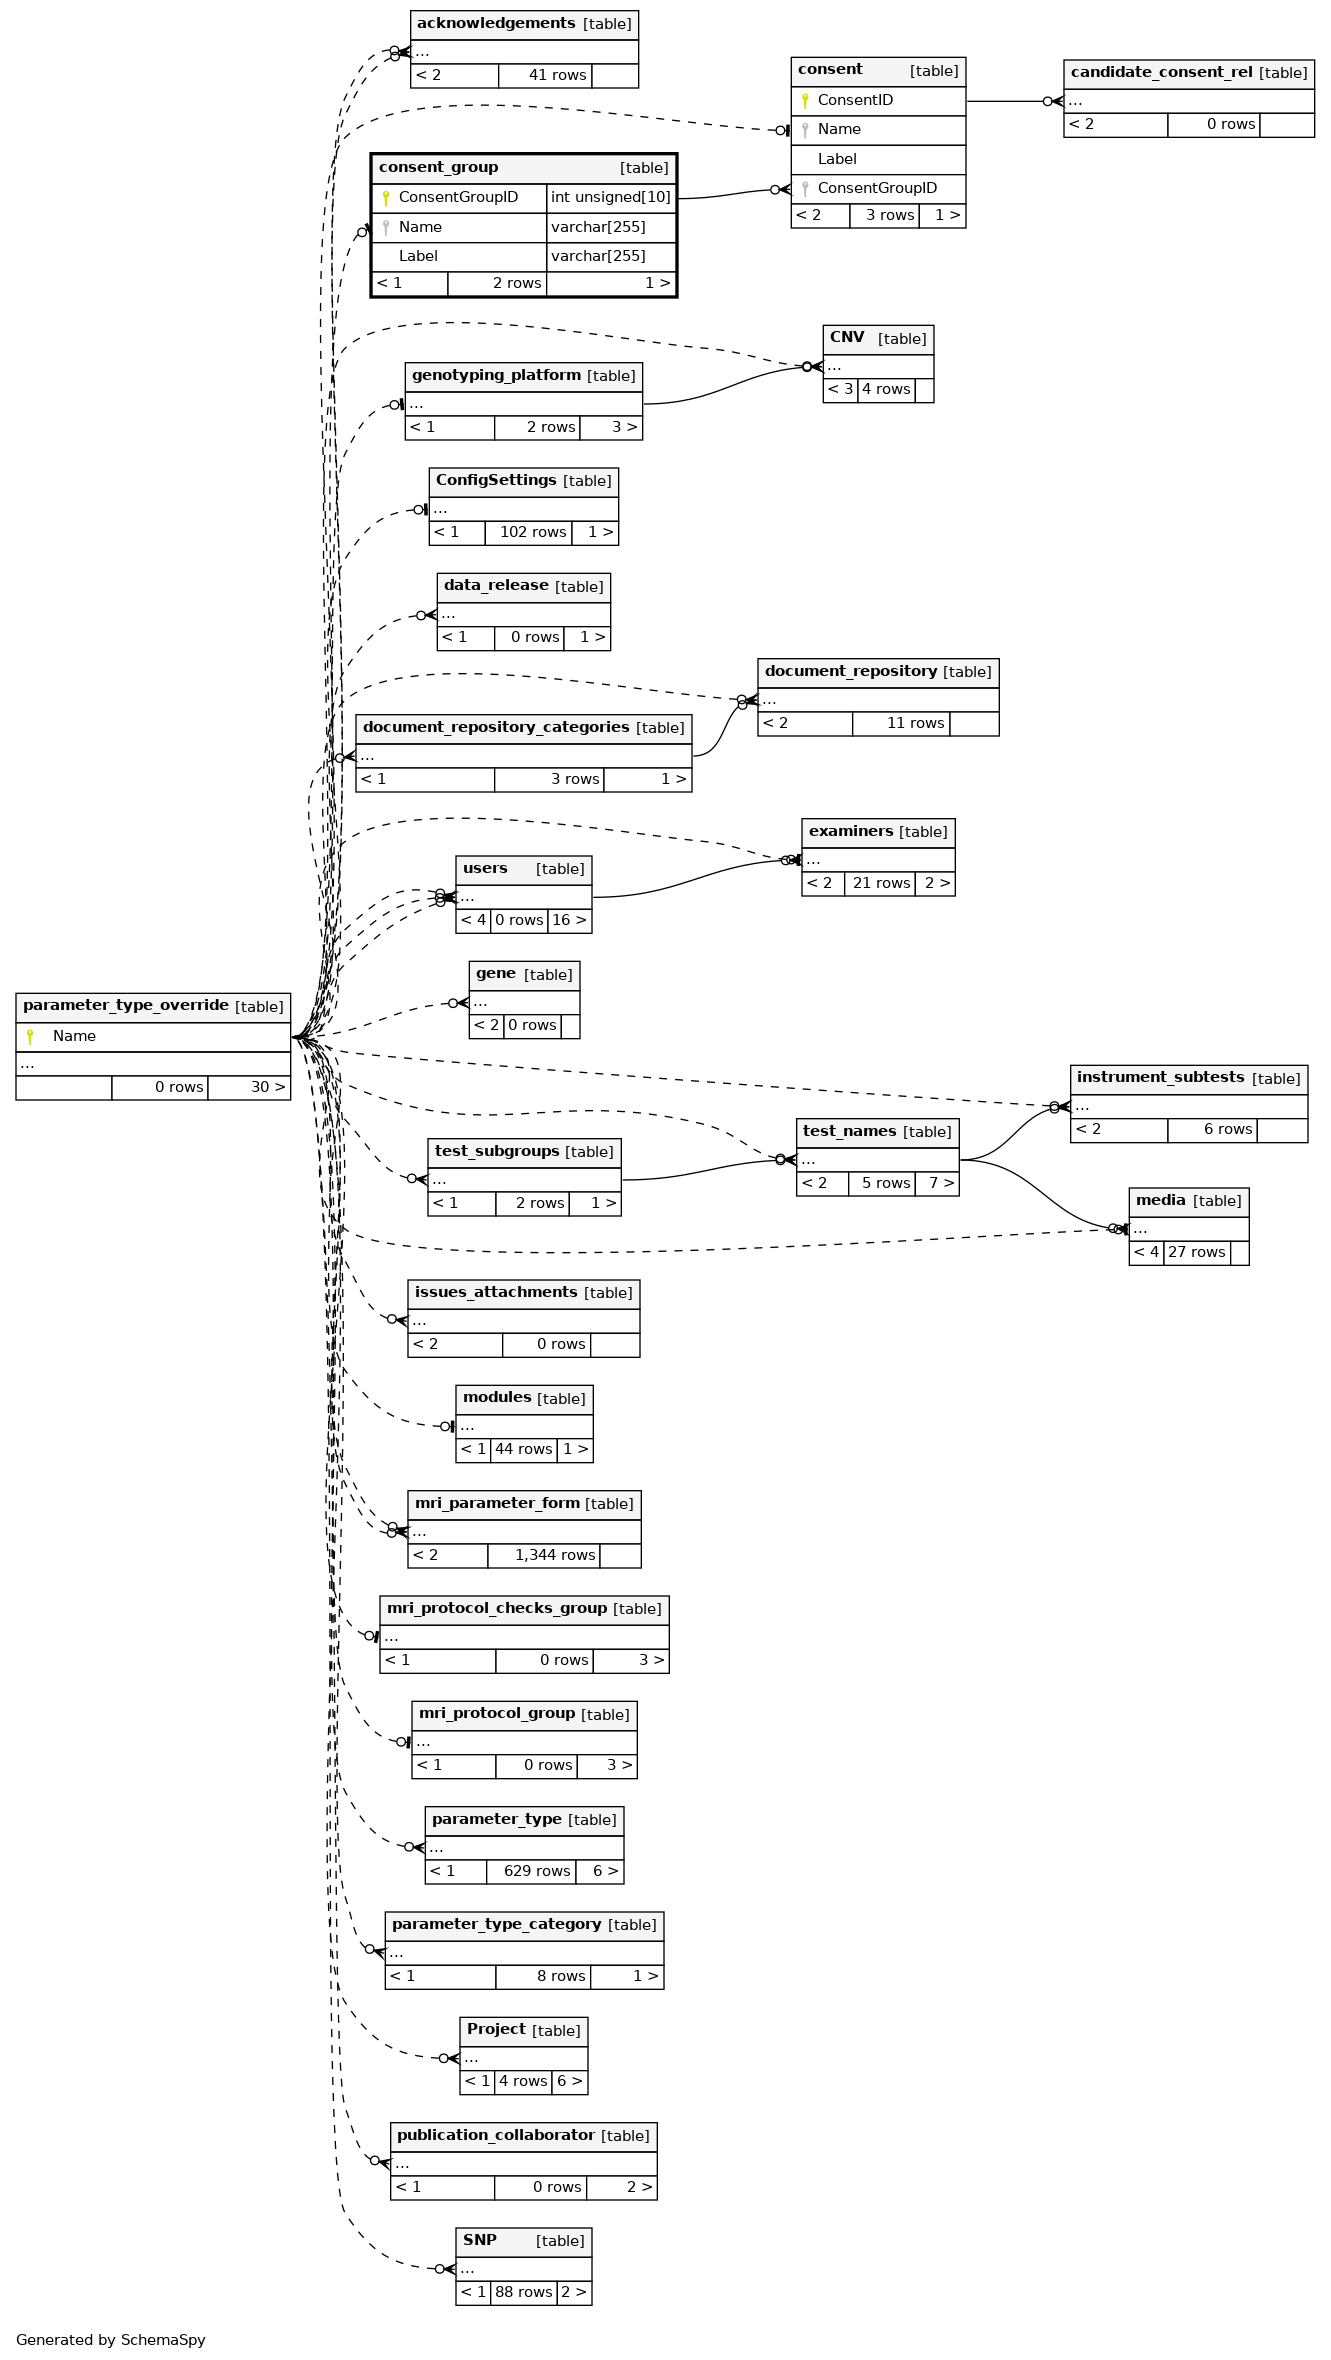 acknowledgements [table]
...
< 2 41 rows
consent [table]
ConsentID
Name
Label
ConsentGroupID
< 2 3 rows 1 >
candidate_consent_rel [table]
...
< 2 0 rows
consent_group [table]
ConsentGroupID int unsigned[10]
Name varchar[255]
Label varchar[255]
< 1 2 rows 1 >
CNV [table]
...
< 3 4 rows
genotyping_platform [table]
...
< 1 2 rows 3 >
ConfigSettings [table]
...
< 1 102 rows 1 >
data_release [table]
...
< 1 0 rows 1 >
document_repository [table]
...
< 2 11 rows
document_repository_categories [table]
...
< 1 3 rows 1 >
examiners [table]
...
< 2 21 rows 2 >
users [table]
...
< 4 0 rows 16 >
gene [table]
...
< 2 0 rows
parameter_type_override [table]
Name
...
0 rows 30 >
instrument_subtests [table]
...
< 2 6 rows
test_names [table]
...
< 2 5 rows 7 >
test_subgroups [table]
...
< 1 2 rows 1 >
media [table]
...
< 4 27 rows
issues_attachments [table]
...
< 2 0 rows
modules [table]
...
< 1 44 rows 1 >
mri_parameter_form [table]
...
< 2 1,344 rows
mri_protocol_checks_group [table]
...
< 1 0 rows 3 >
mri_protocol_group [table]
...
< 1 0 rows 3 >
parameter_type [table]
...
< 1 629 rows 6 >
parameter_type_category [table]
...
< 1 8 rows 1 >
Project [table]
...
< 1 4 rows 6 >
publication_collaborator [table]
...
< 1 0 rows 2 >
SNP [table]
...
< 1 88 rows 2 >
Generated by SchemaSpy